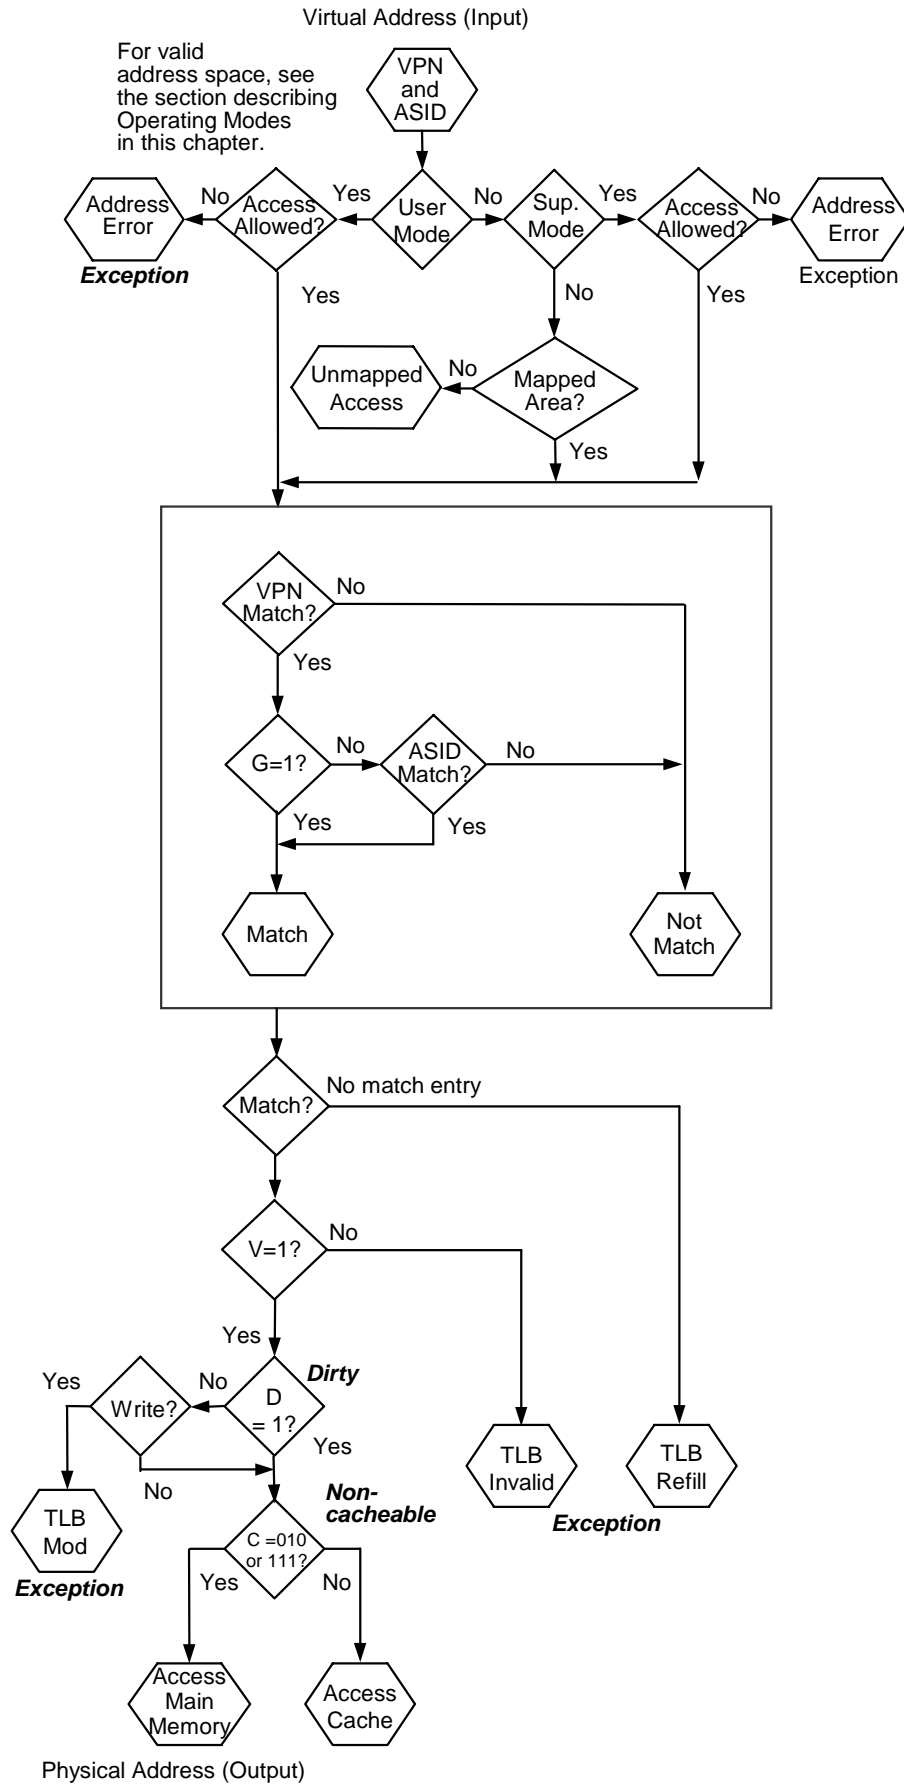 Virtual Address (Input)
For valid
address space, see
the section describing
Operating Modes
in this chapter.
VPN
and
ASID
No
Access
Allowed?
Yes
User
Mode
No
Sup.
Mode
Yes
Access
Allowed?
No
Address
Error
Exception
Address
Error
Exception
Yes
No
Yes
Unmapped
Access
No
Mapped
Area?
Yes
VPN
Match?
No
Yes
G=1?
No
ASID
Match?
No
Yes
Yes
Match
Not
Match
Match?
No match entry
V=1?
No
Yes
Dirty
Yes
Write?
No
D
= 1?
Yes
No
TLB
Invalid
TLB
Refill
Exception
TLB
Mod
Exception
Non-
cacheable
C =010
or 111?
Yes
No
Access
Main
Memory
Access
Cache
Physical Address (Output)